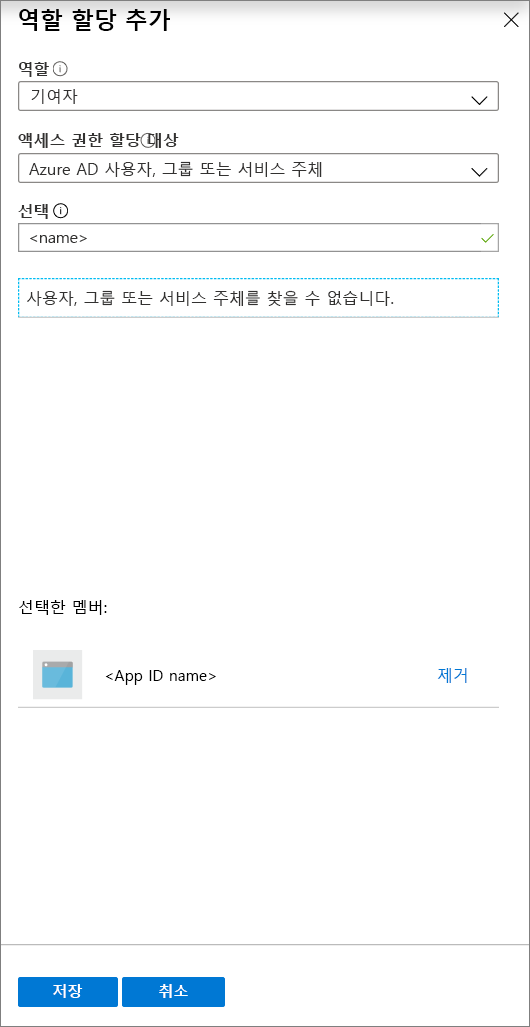 역할 할당 추가
역할
기여자
액세스 권한 할당 대상
Azure AD 사용자, 그룹 또는 서비스 주체
선택
<name>
사용자, 그룹 또는 서비스 주체를 찾을 수 없습니다.
선택한 멤버:
<App ID name> 제거
저장 취소